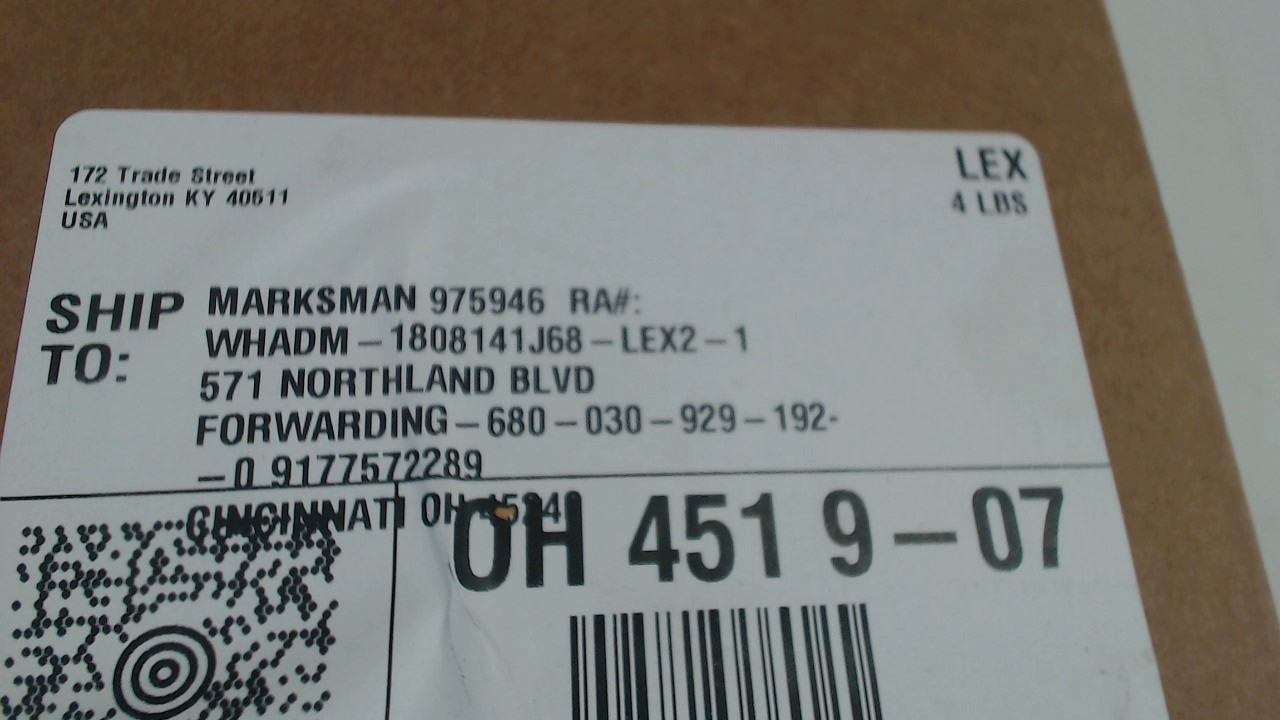 172 Trade Street
Lexington KY 40511
USA
LEX
4 LBS
SHIP TO:
MARKSMAN 975946 RA#:
WHADM-1808141J68-LEX2-1
571 NORTHLAND BLVD
FORWARDING-680-030-929-192-
-0 9177572289
CINCINNATI OH
OH 451 9-07